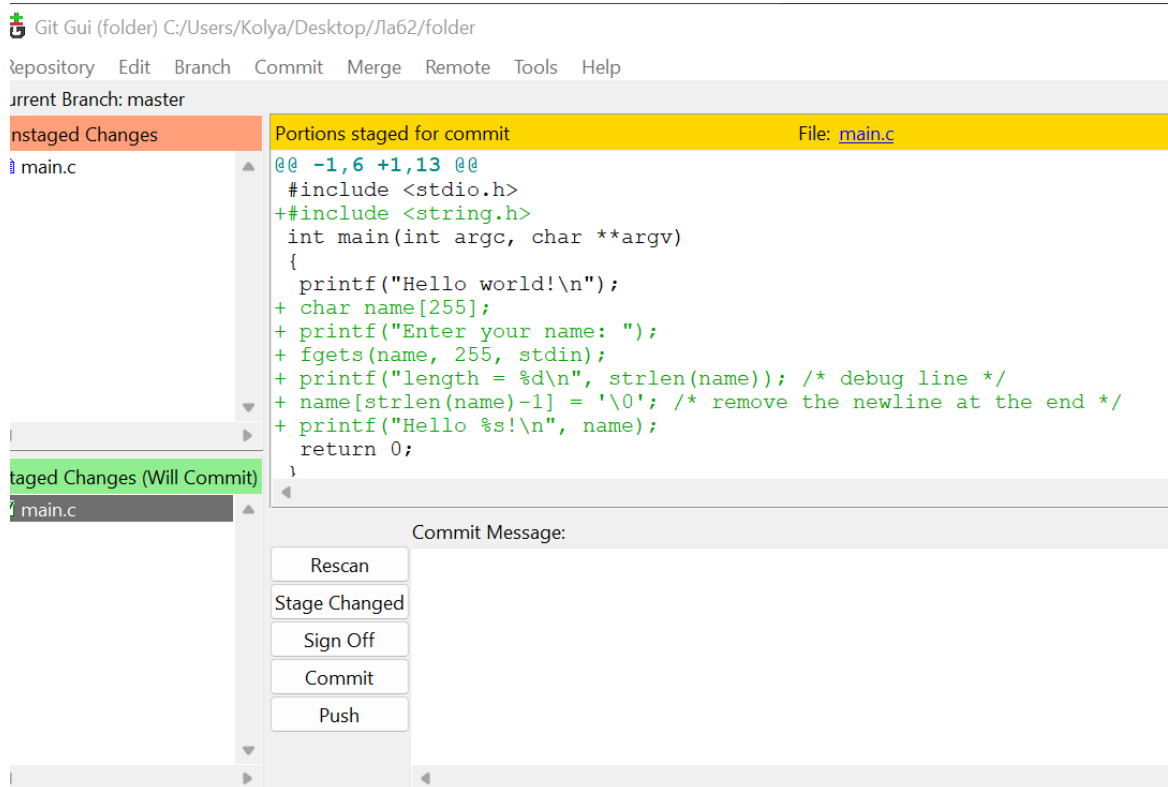 Git Gui (folder) C:/Users/Kolya/Desktop/Ла62/folder
Repository Edit Branch Commit Merge Remote Tools Help
urrent Branch: master
nstaged Changes
main.c
Portions staged for commit File: main.c
@@ -1,6 +1,13 @@
 #include <stdio.h>
+#include <string.h>
 int main(int argc, char **argv)
 {
  printf("Hello world!\n");
+ char name[255];
+ printf("Enter your name: ");
+ fgets(name, 255, stdin);
+ printf("length = %d\n", strlen(name)); /* debug line */
+ name[strlen(name)-1] = '\0'; /* remove the newline at the end */
+ printf("Hello %s!\n", name);
  return 0;
 }
taged Changes (Will Commit)
main.c
Commit Message:
Rescan
Stage Changed
Sign Off
Commit
Push